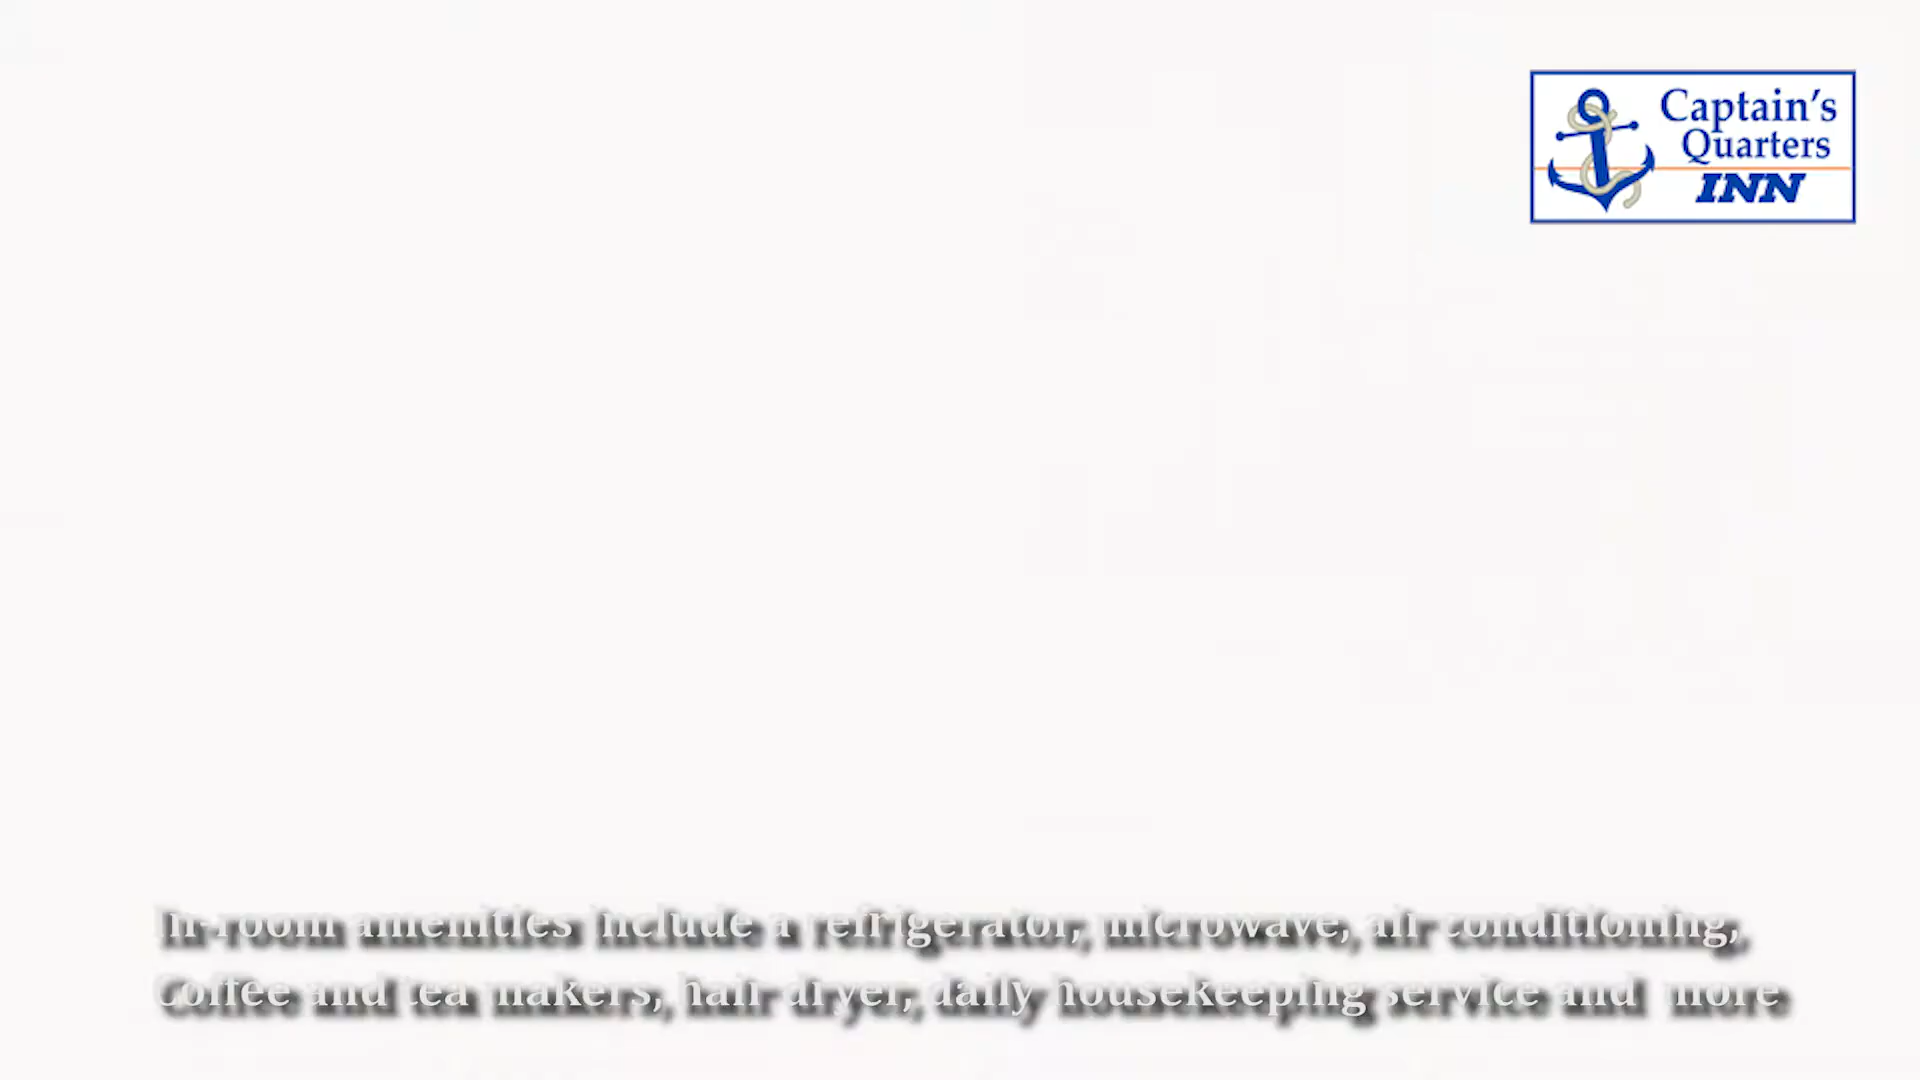 Captain's
Quarters
INN
In-room amenities include a refrigerator, microwave, air conditioning,
Coffee and tea makers, hair dryer, daily housekeeping service and more